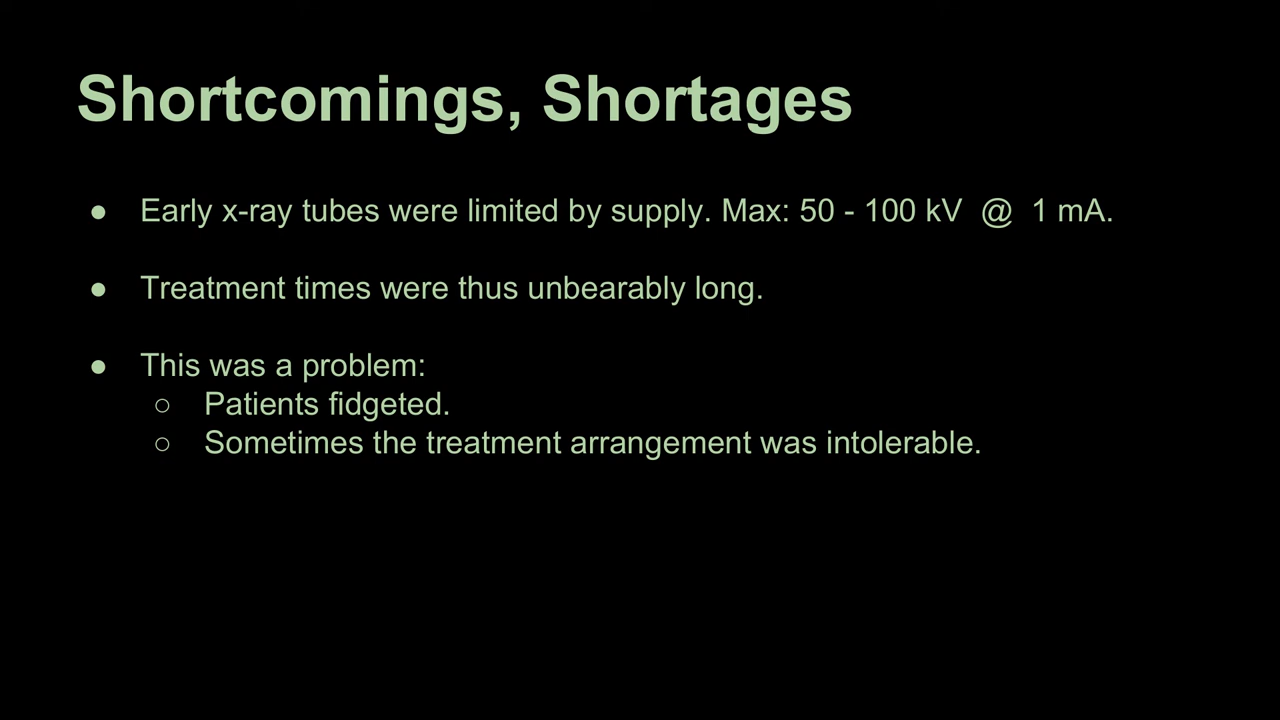 Shortcomings, Shortages
● Early x-ray tubes were limited by supply. Max: 50 - 100 kV @ 1 mA.
● Treatment times were thus unbearably long.
● This was a problem:
○ Patients fidgeted.
○ Sometimes the treatment arrangement was intolerable.